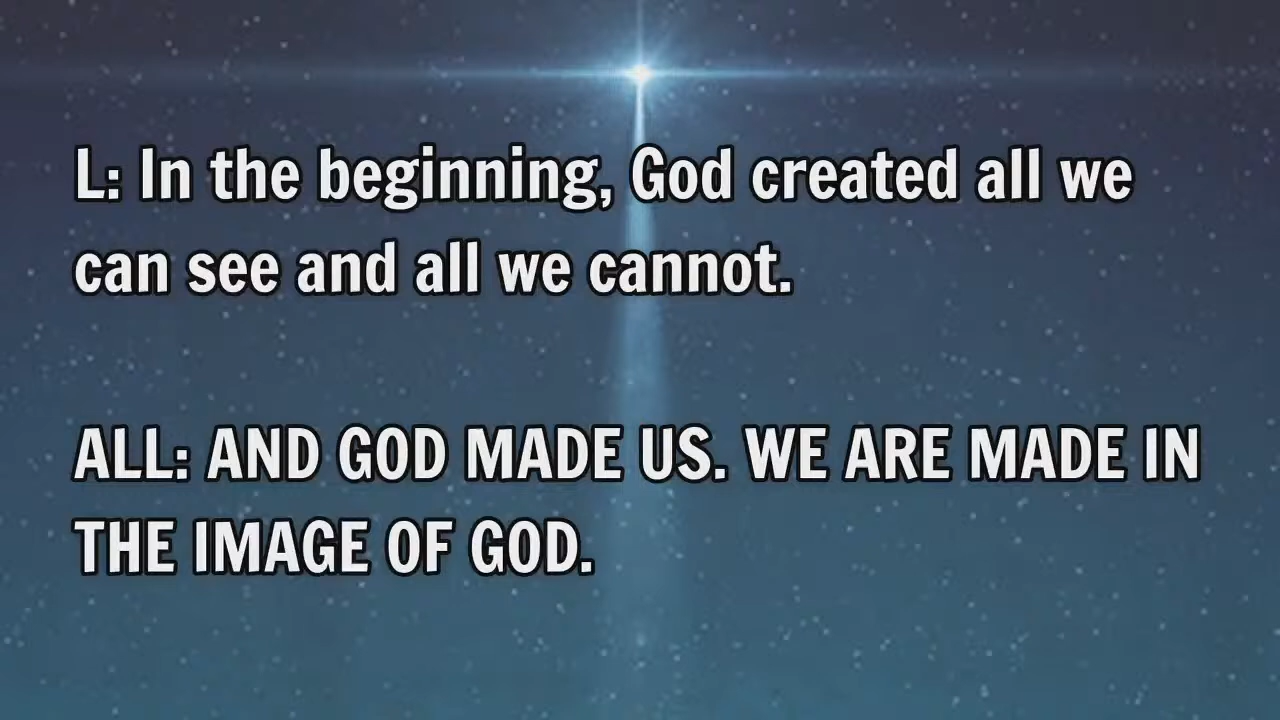 L: In the beginning, God created all we
can see and all we cannot.
ALL: AND GOD MADE US. WE ARE MADE IN
THE IMAGE OF GOD.